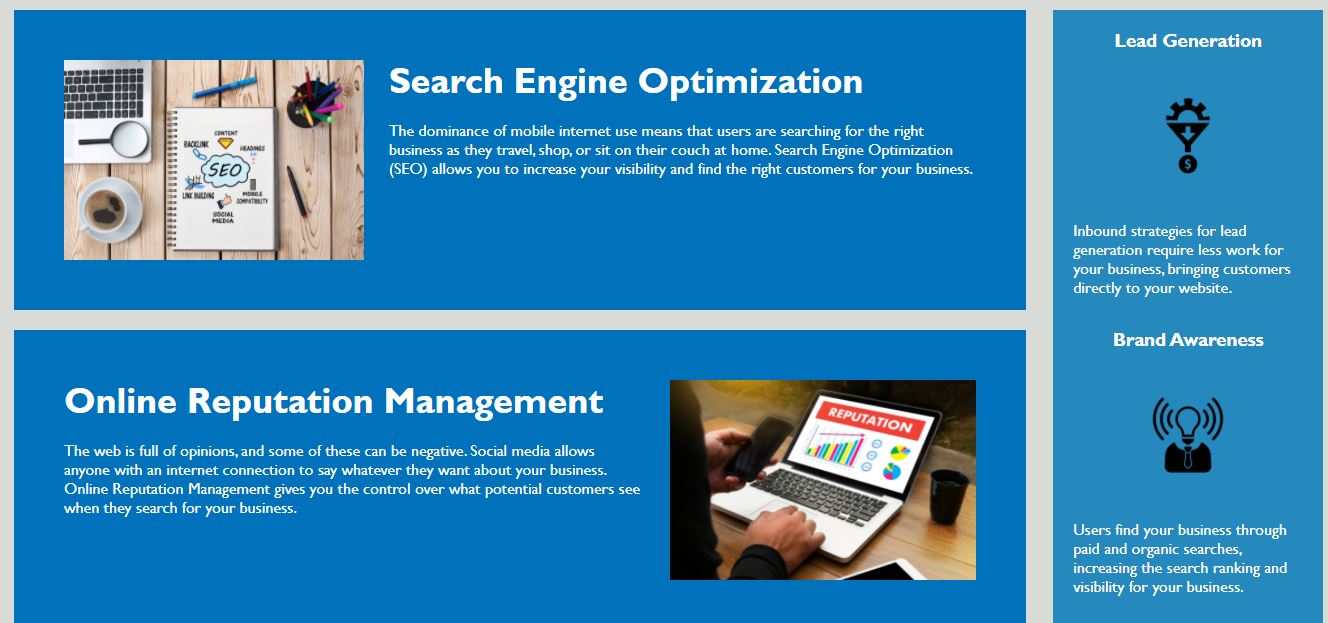 Search Engine Optimization
The dominance of mobile internet use means that users are searching for the right
business as they travel, shop, or sit on their couch at home. Search Engine Optimization
(SEO) allows you to increase your visibility and find the right customers for your business.
CONTENT
BACKLINK
HEADINGS
SEO
LINK BUILDING
MOBILE
COMPATIBILITY
SOCIAL
MEDIA
Online Reputation Management
The web is full of opinions, and some of these can be negative. Social media allows
anyone with an internet connection to say whatever they want about your business.
Online Reputation Management gives you the control over what potential customers see
when they search for your business.
REPUTATION
Lead Generation
$
Inbound strategies for lead
generation require less work for
your business, bringing customers
directly to your website.
Brand Awareness
Users find your business through
paid and organic searches,
increasing the search ranking and
visibility for your business.